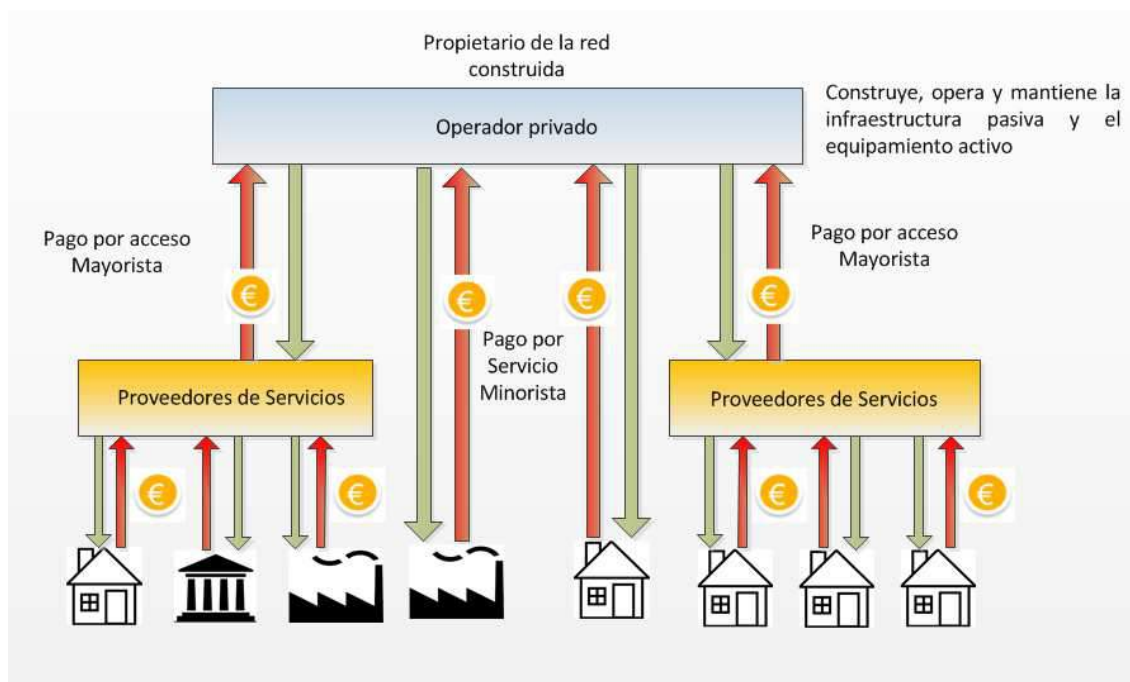 Propietario de la red
construida
Operador privado
Construye, opera y mantiene la
infraestructura pasiva y el
equipamiento activo
Pago por acceso
Mayorista
Pago por acceso
Mayorista
€
€
€
€
Pago por
Servicio
Minorista
Proveedores de Servicios
Proveedores de Servicios
€
€
€
€